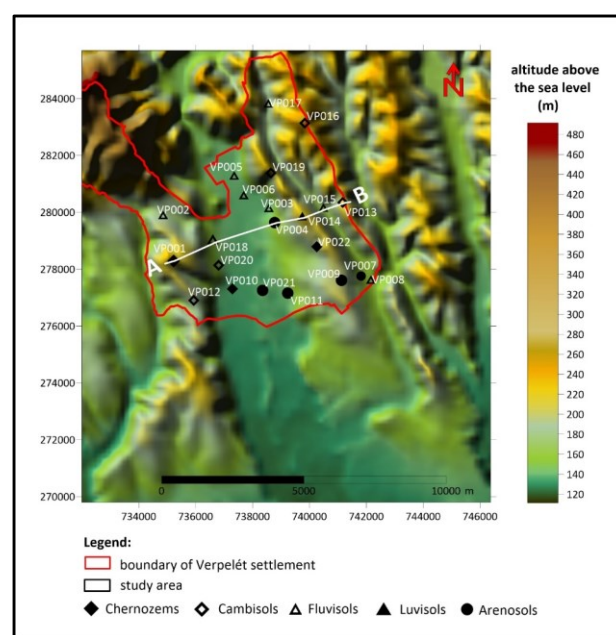 N
altitude above
the sea level
(m)
480
460
440
420
400
380
360
340
320
300
280
260
240
220
200
180
160
140
120
284000
282000
280000
278000
276000
274000
272000
270000
VP017
VP016
VP005
VP019
VP006
VP002
VP003
VP015
B
VP013
VP014
VP004
VP018
VP022
VP001
A
VP020
VP009
VP007
VP008
VP010
VP021
VP011
VP012
0
5000
10000 m
734000 736000 738000 740000 742000 744000 746000
Legend:
boundary of Verpelét settlement
study area
Chernozems Cambisols Fluvisols Luvisols Arenosols